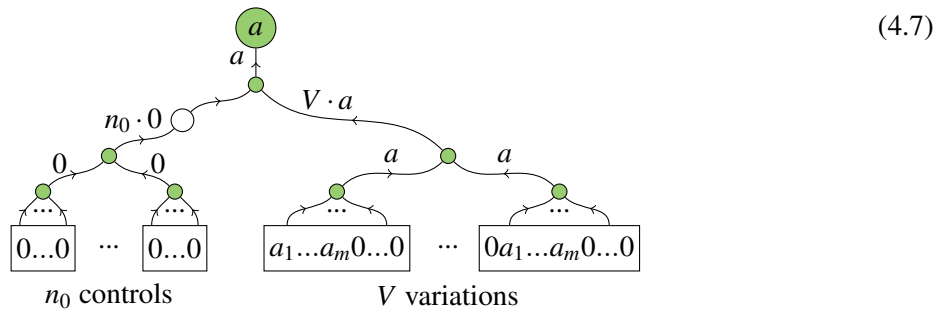 a (4.7)
a
V · a
n₀ · 0
0 0 a a
... ... ... ...
0...0 ... 0...0 a₁...aₘ0...0 ... 0a₁...aₘ0...0
n₀ controls V variations